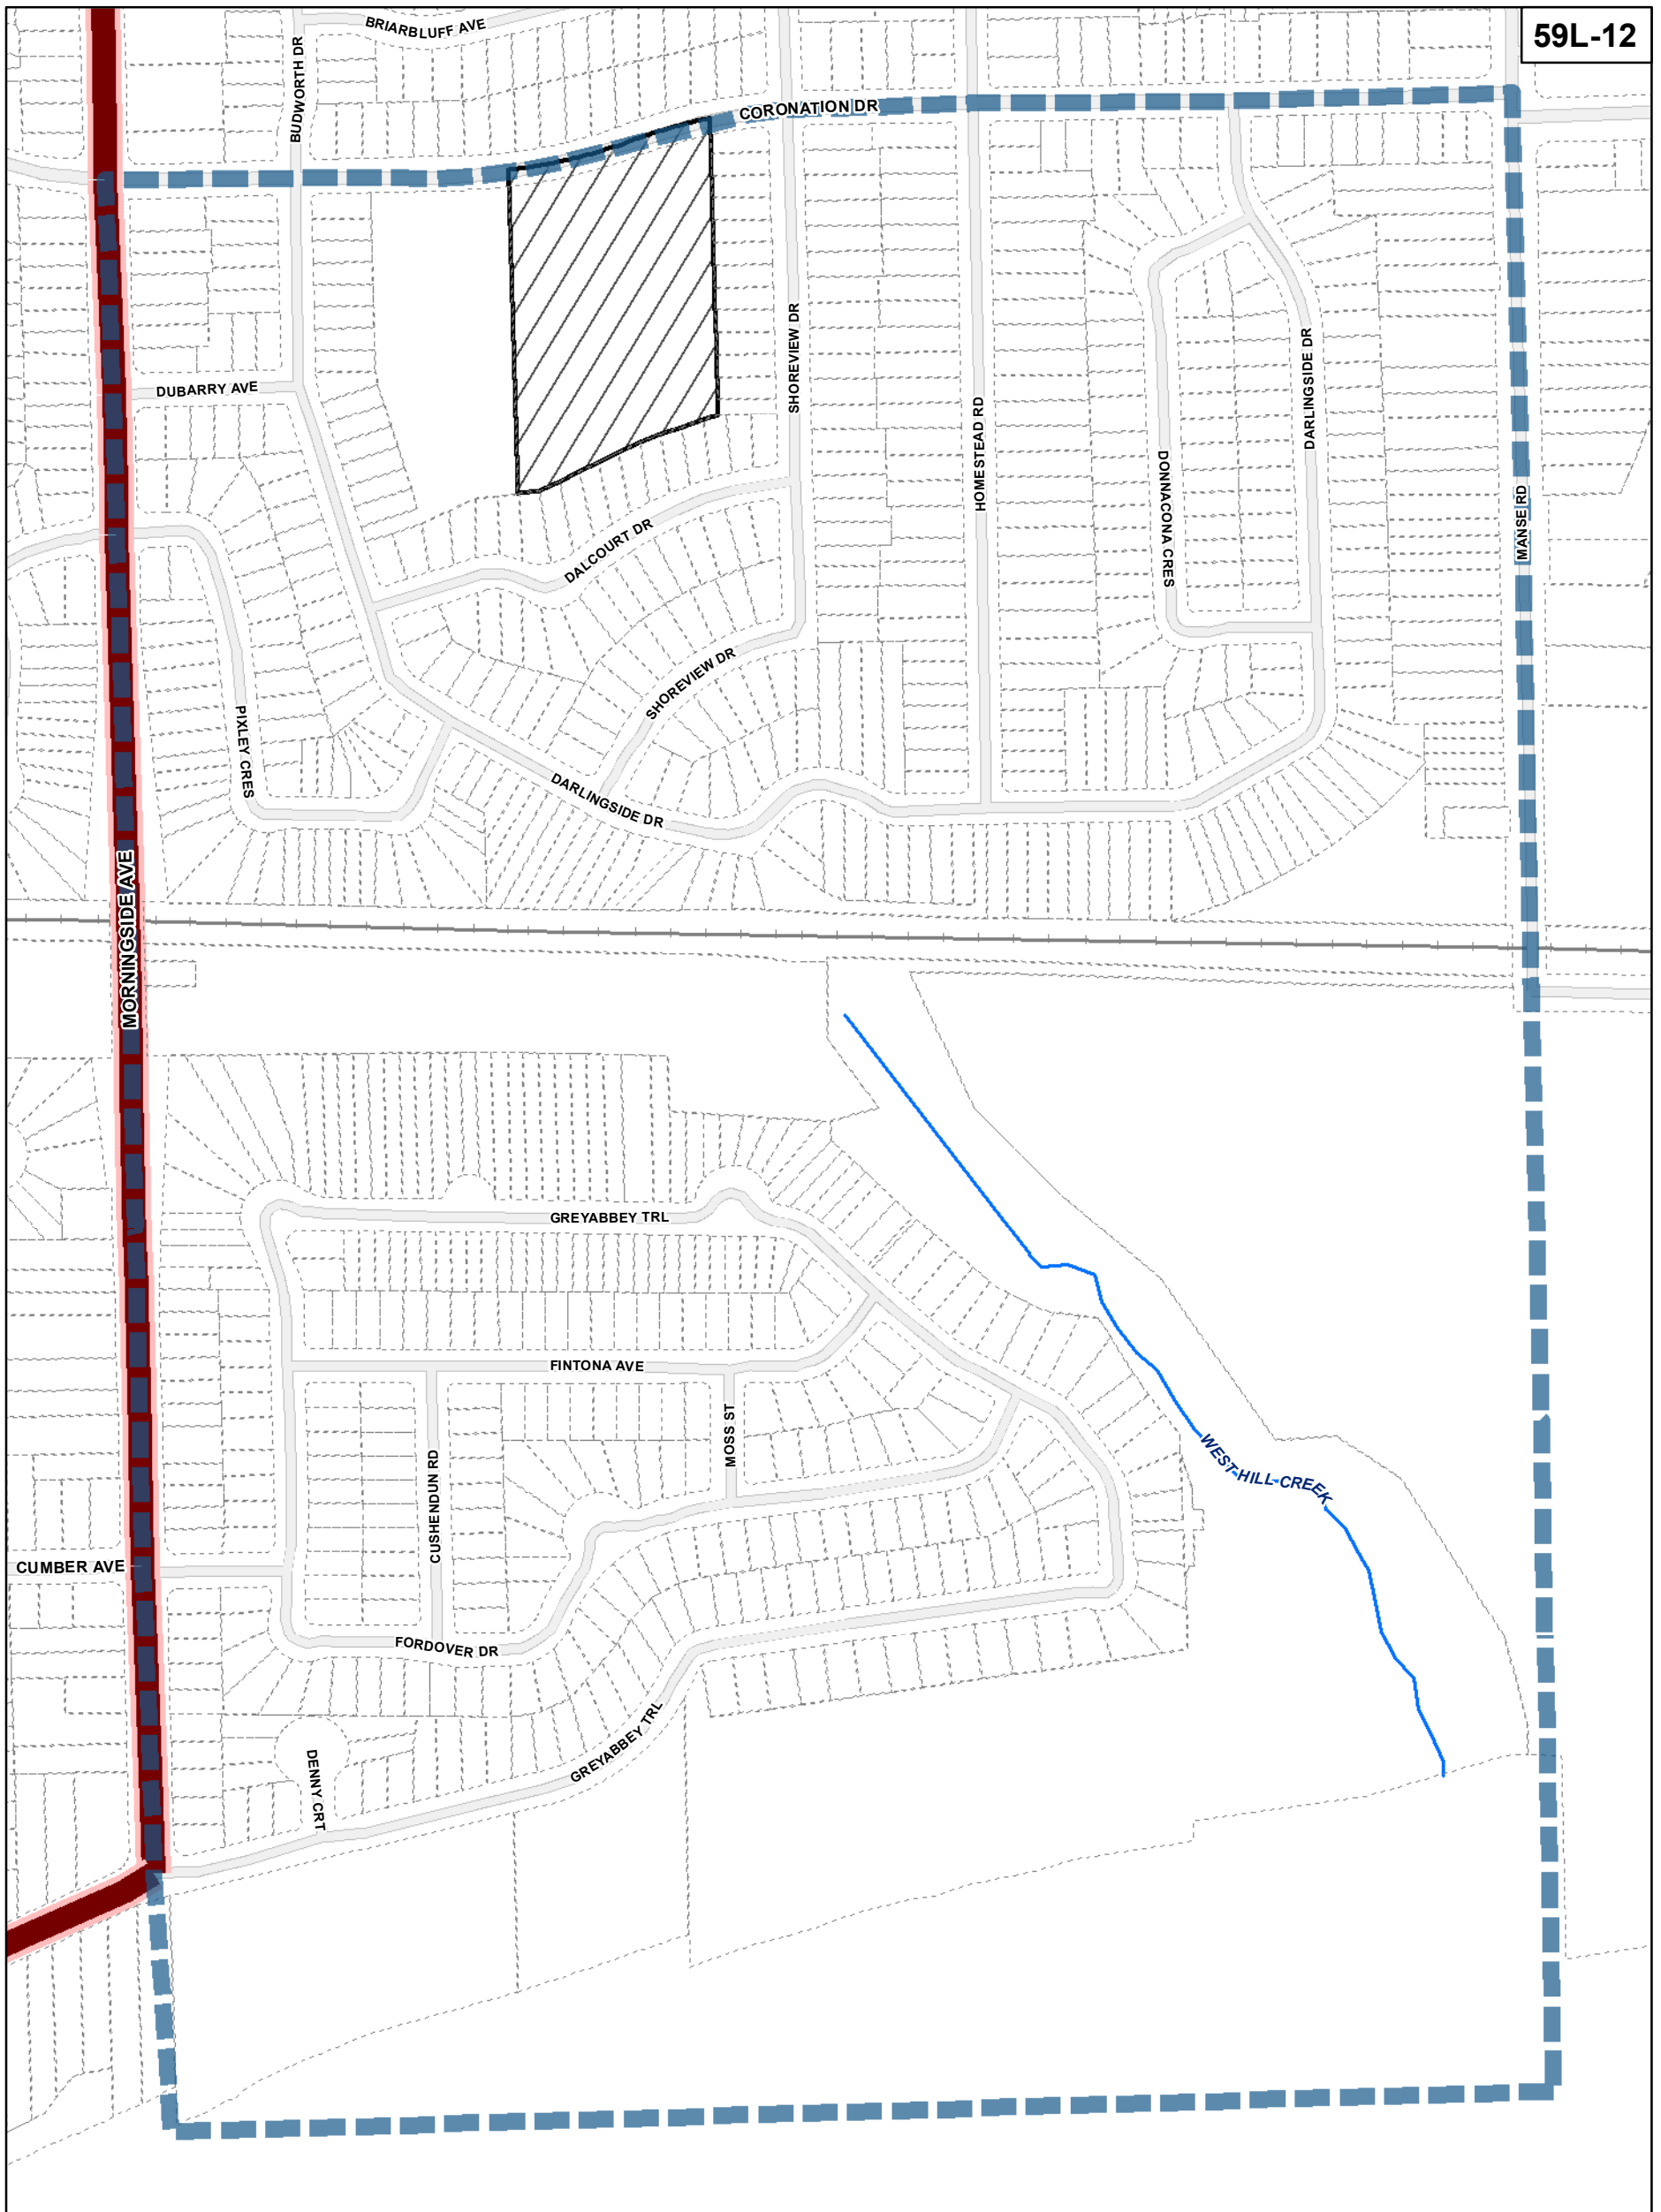 59L-12
BRIARBLUFF AVE
BUDWORTH DR
CORONATION DR
DUBARRY AVE
SHOREVIEW DR
DARLINGSIDE DR
HOMESTEAD RD
DONNACONA CRES
MANSE RD
DALCOURT DR
SHOREVIEW DR
PIXLEY CRES
DARLINGSIDE DR
MORNINGSIDE AVE
GREYABBEY TRL
FINTONA AVE
MOSS ST
CUSHENDUN RD
WEST HILL CREEK
CUMBER AVE
FORDOVER DR
GREYABBEY TRL
DENNY CRT